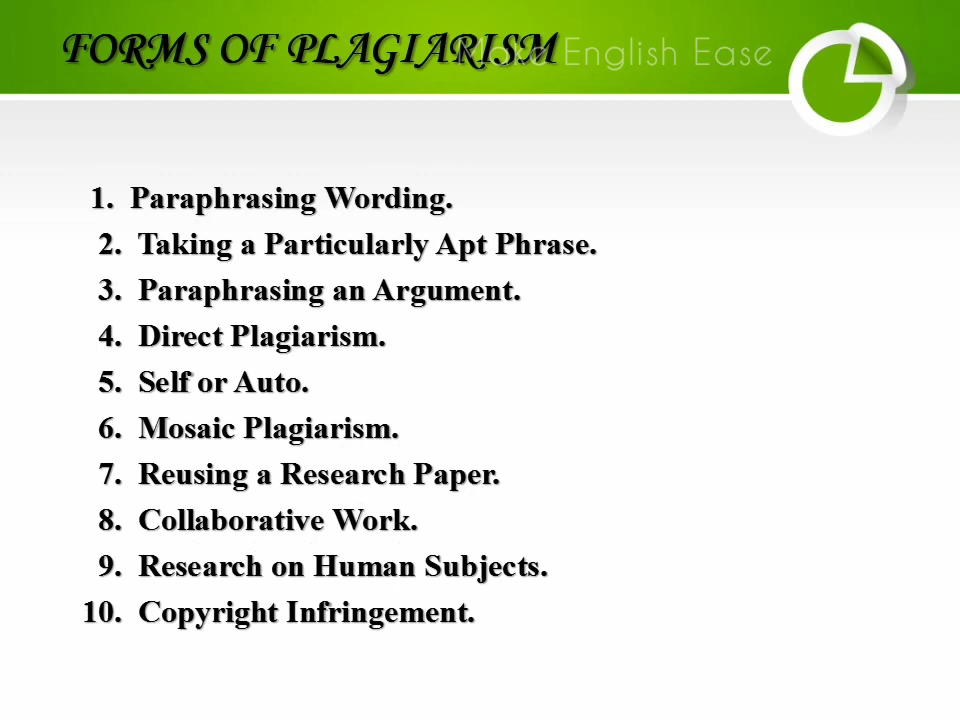 FORMS OF PLAGIARISM
Make English Ease
1. Paraphrasing Wording.
2. Taking a Particularly Apt Phrase.
3. Paraphrasing an Argument.
4. Direct Plagiarism.
5. Self or Auto.
6. Mosaic Plagiarism.
7. Reusing a Research Paper.
8. Collaborative Work.
9. Research on Human Subjects.
10. Copyright Infringement.